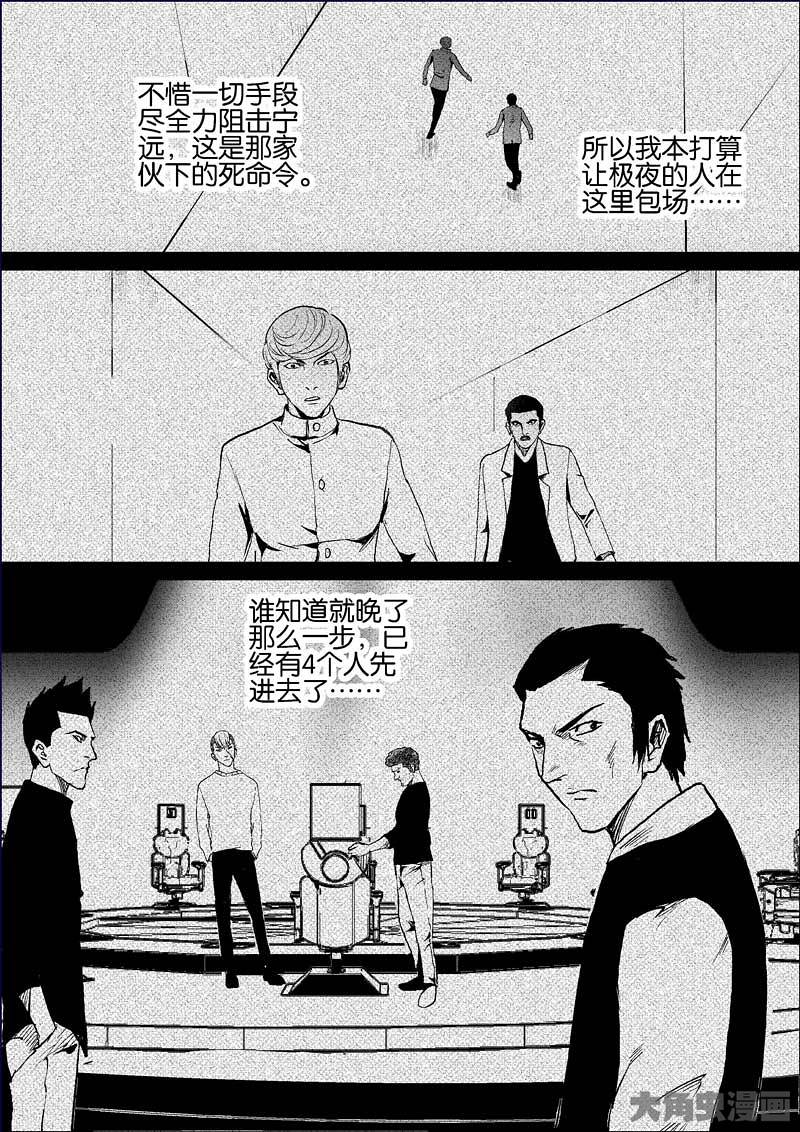 不惜一切手段
尽全力阻击宁
远，这是那家
伙下的死命令。
所以我本打算
让极夜的人在
这里包场……
谁知道就晚了
那么一步，已
经有4个人先
进去了……
大角虫漫画